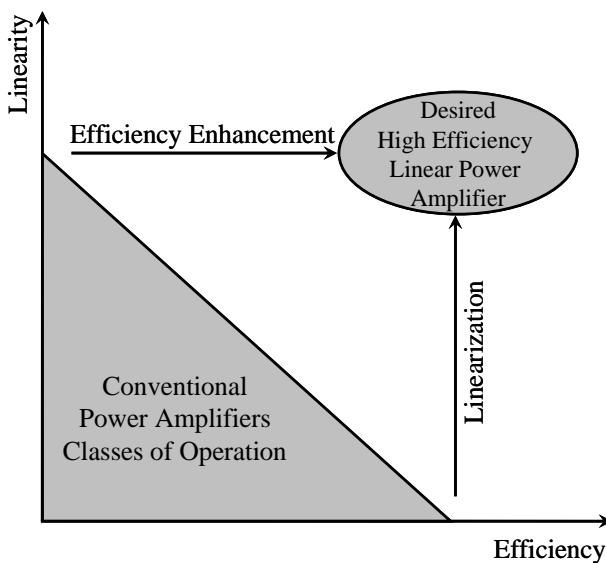 Linearity
Efficiency Enhancement
Desired
High Efficiency
Linear Power
Amplifier
Linearization
Conventional
Power Amplifiers
Classes of Operation
Efficiency